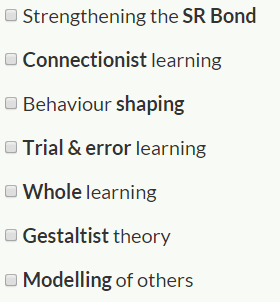 Strengthening the SR Bond
Connectionist learning
Behaviour shaping
Trial & error learning
Whole learning
Gestaltist theory
Modelling of others